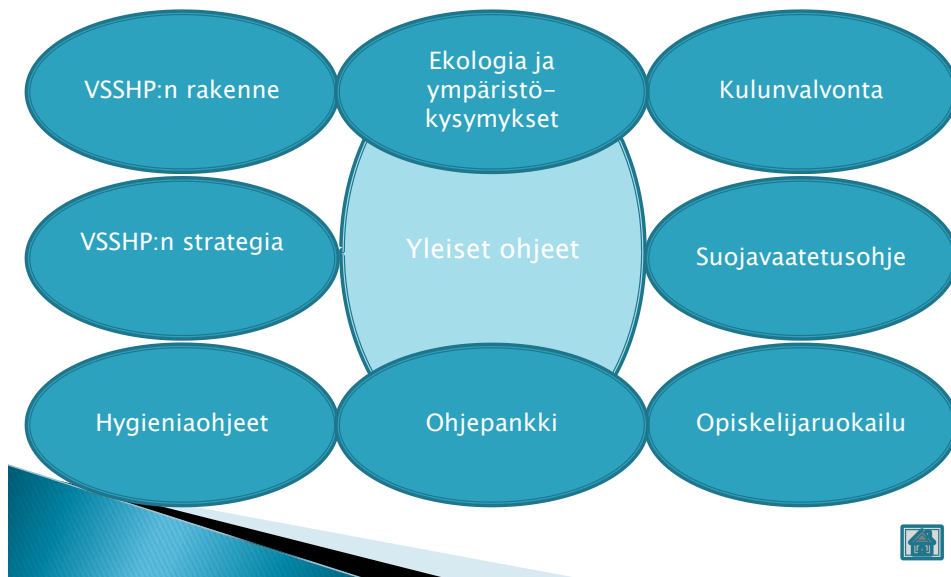 VSSHP:n rakenne
Ekologia ja
ympäristö-
kysymykset
Kulunvalvonta
VSSHP:n strategia
Yleiset ohjeet
Suojavaatetusohje
Hygieniaohjeet
Ohjepankki
Opiskelijaruokailu